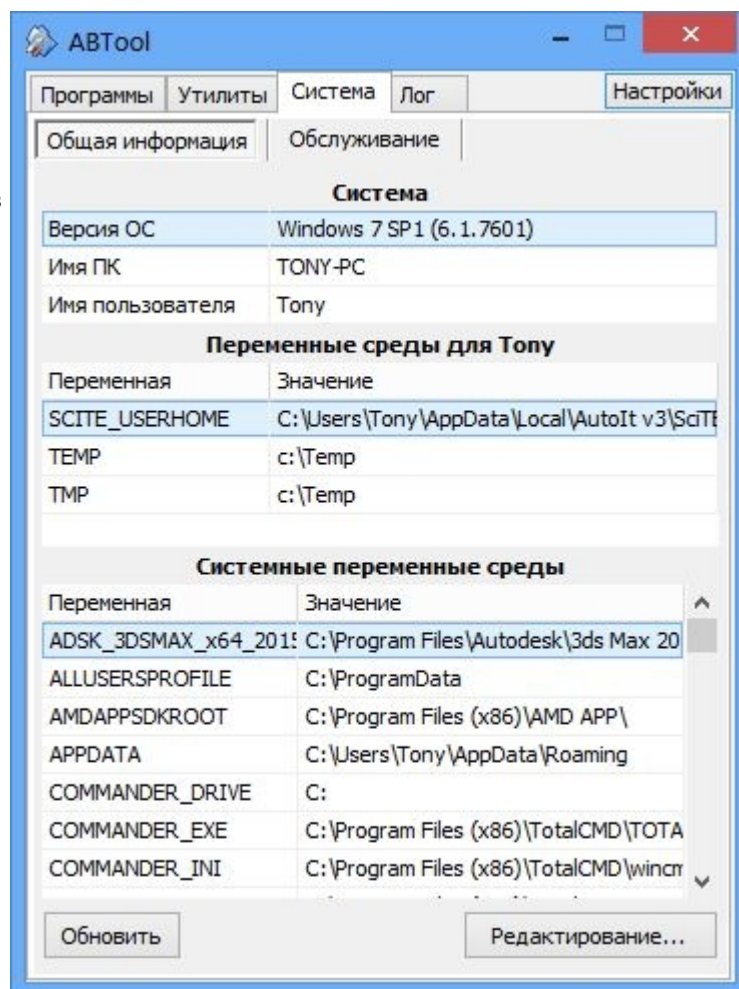 ABTool
Программы Утилиты Система Лог Настройки
Общая информация Обслуживание
Система
Версия ОС Windows 7 SP1 (6.1.7601)
Имя ПК TONY-PC
Имя пользователя Tony
Переменные среды для Tony
Переменная Значение
SCITE_USERHOME C:\Users\Tony\AppData\Local\AutoIt v3\SciTE
TEMP c:\Temp
TMP c:\Temp
Системные переменные среды
Переменная Значение
ADSK_3DSMAX_x64_2015 C:\Program Files\Autodesk\3ds Max 20
ALLUSERSPROFILE C:\ProgramData
AMDAPPSDKROOT C:\Program Files (x86)\AMD APP\
APPDATA C:\Users\Tony\AppData\Roaming
COMMANDER_DRIVE C:
COMMANDER_EXE C:\Program Files (x86)\TotalCMD\TOTA
COMMANDER_INI C:\Program Files (x86)\TotalCMD\wincm
Обновить Редактирование...